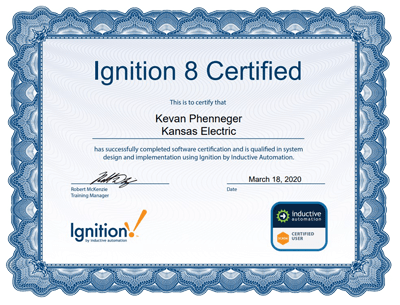 Ignition 8 Certified
This is to certify that
Kevan Phenneger
Kansas Electric
has successfully completed software certification and is qualified in system
design and implementation using Ignition by Inductive Automation.
March 18, 2020
Robert McKenzie Date
Training Manager
Ignition!
by inductive automation
inductive
automation
CERTIFIED
USER